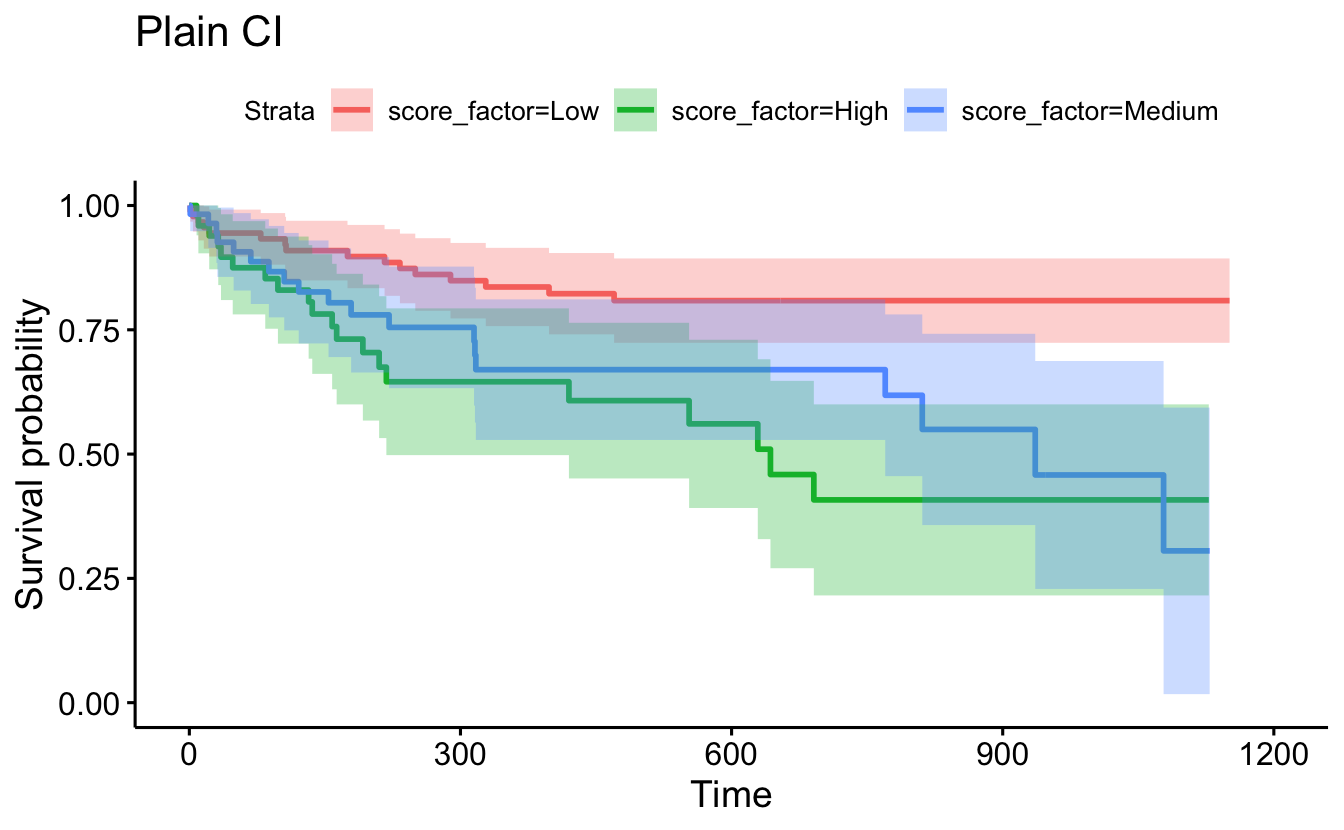 Plain CI
Strata score_factor=Low score_factor=High score_factor=Medium
Survival probability
1.00
0.75
0.50
0.25
0.00
0 300 600 900 1200
Time